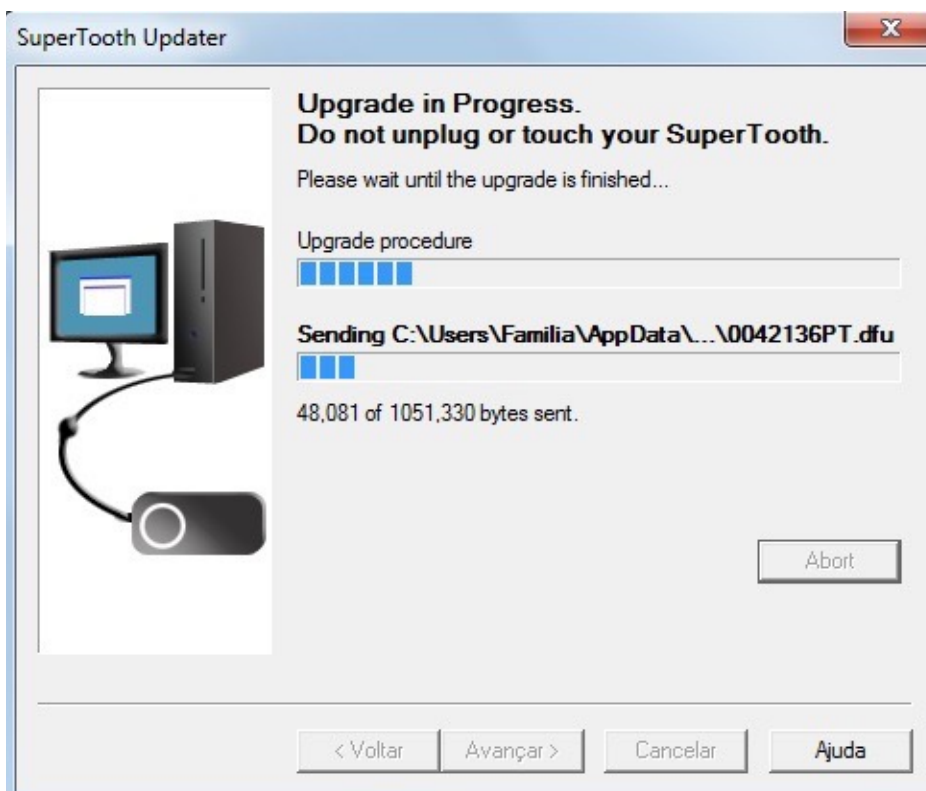 SuperTooth Updater
Upgrade in Progress.
Do not unplug or touch your SuperTooth.
Please wait until the upgrade is finished...
Upgrade procedure
Sending C:\Users\Familia\AppData\...\0042136PT.dfu
48,081 of 1051,330 bytes sent.
Abort
< Voltar
Avançar >
Cancelar
Ajuda